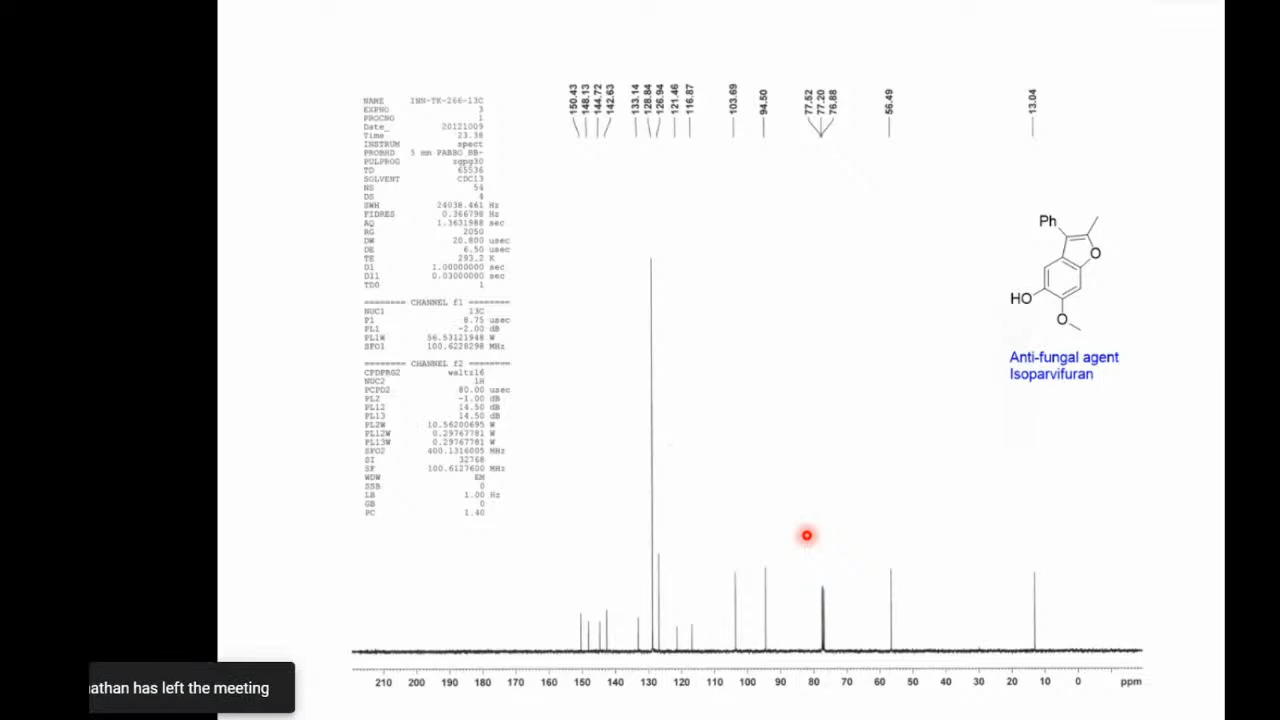 150.43
148.13
144.72
142.63
133.14
128.84
126.94
121.46
116.87
103.69
94.50
77.52
77.20
76.88
56.49
13.04
NAME INN-TK-266-13C
EXPNO 3
PROCNO 1
Date_ 20121009
Time 23.38
INSTRUM spect
PROBHD 5 mm PABBO BB-
PULPROG zgpg30
TD 65536
SOLVENT CDCl3
NS 54
DS 4
SWH 24038.461 Hz
FIDRES 0.366798 Hz
AQ 1.3631988 sec
RG 2050
DW 20.800 usec
DE 6.50 usec
TE 293.2 K
D1 1.00000000 sec
D11 0.03000000 sec
TD0 1
======== CHANNEL f1 ========
NUC1 13C
P1 8.75 usec
PL1 -2.00 dB
PL1W 56.53121948 W
SFO1 100.6228298 MHz
======== CHANNEL f2 ========
CPDPRG2 waltz16
NUC2 1H
PCPD2 80.00 usec
PL2 -1.00 dB
PL12 14.50 dB
PL13 14.50 dB
PL2W 10.56200695 W
PL12W 0.29767781 W
PL13W 0.29767781 W
SFO2 400.1316005 MHz
SI 32768
SF 100.6127600 MHz
WDW EM
SSB 0
LB 1.00 Hz
GB 0
PC 1.40
Ph
O
HO
O
Anti-fungal agent
Isoparvifuran
210 200 190 180 170 160 150 140 130 120 110 100 90 80 70 60 50 40 30 20 10 0 ppm
athan has left the meeting